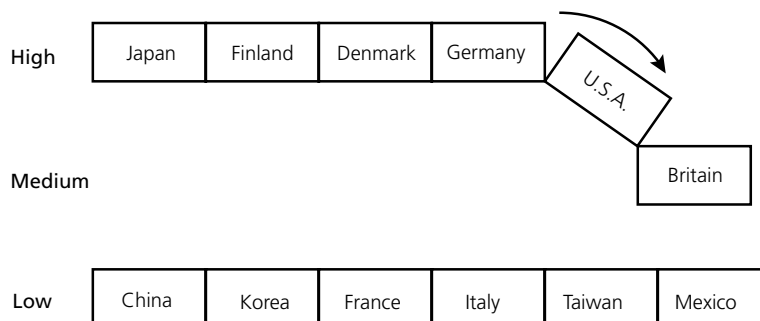 High Japan Finland Denmark Germany
U.S.A.
Medium Britain
Low China Korea France Italy Taiwan Mexico